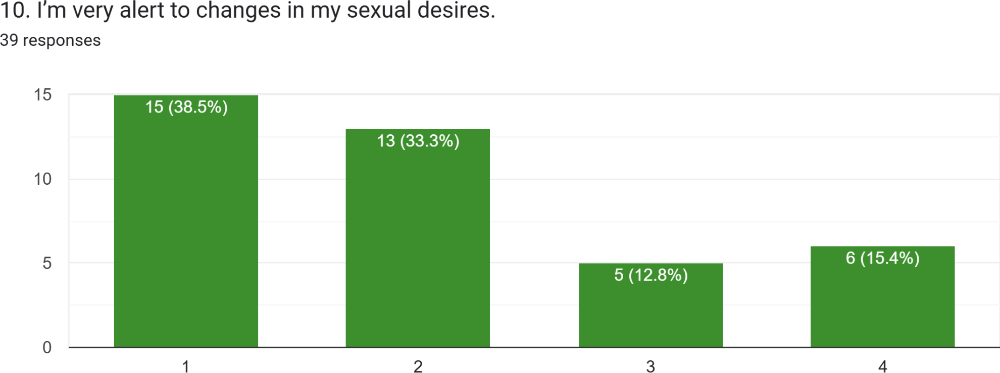 10. I’m very alert to changes in my sexual desires.
39 responses
15
15 (38.5%)
13 (33.3%)
10
5
5 (12.8%)
6 (15.4%)
0
1 2 3 4